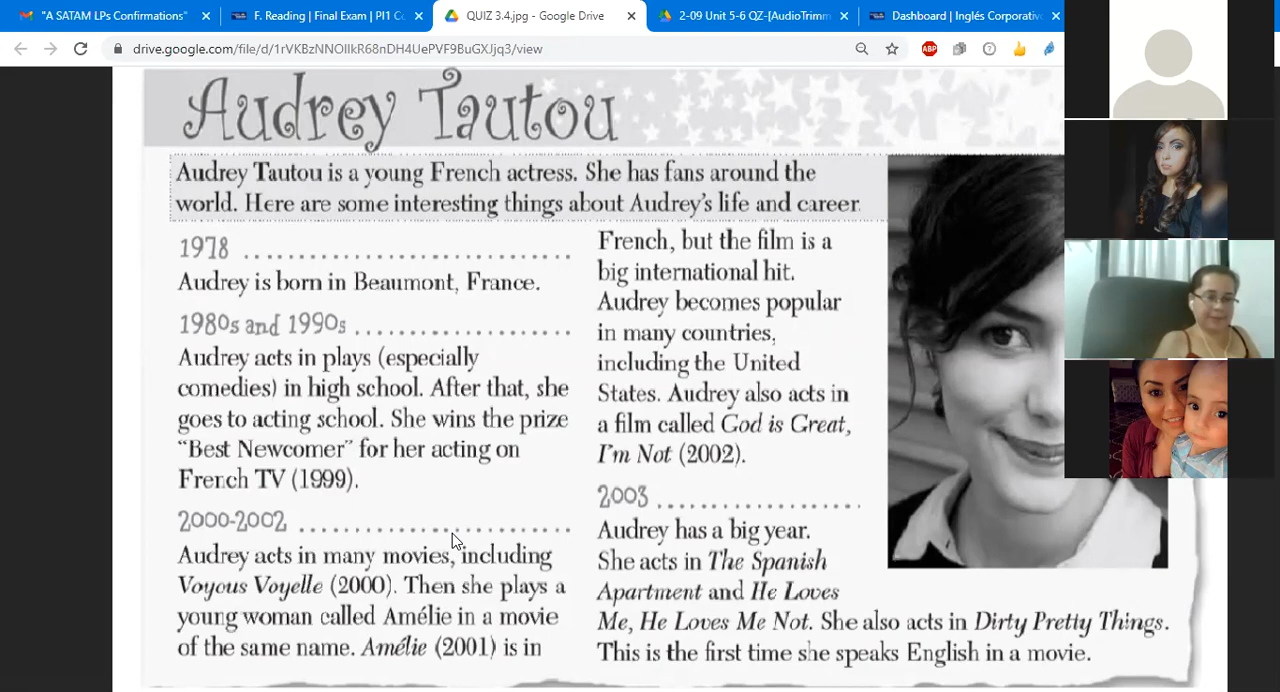 "A SATAM LPs Confirmations"
F. Reading | Final Exam | PI1 Co
QUIZ 3.4.jpg - Google Drive
2-09 Unit 5-6 QZ-[AudioTrimm
Dashboard | Inglés Corporativ
drive.google.com/file/d/1rVKBzNNOIlkR68nDH4UePVF9BuGXJjq3/view
ABP
Audrey Tautou
Audrey Tautou is a young French actress. She has fans around the
world. Here are some interesting things about Audrey's life and career
1978
Audrey is born in Beaumont, France.
1980s and 1990s
Audrey acts in plays (especially
comedies) in high school. After that, she
goes to acting school. She wins the prize
"Best Newcomer" for her acting on
French TV (1999).
2000-2002
Audrey acts in many movies, including
Voyous Voyelle (2000). Then she plays a
young woman called Amélie in a movie
of the same name. Amélie (2001) is in
French, but the film is a
big international hit.
Audrey becomes popular
in many countries,
including the United
States. Audrey also acts in
a film called God is Great,
I'm Not (2002).
2003
Audrey has a big year.
She acts in The Spanish
Apartment and He Loves
Me, He Loves Me Not. She also acts in Dirty Pretty Things.
This is the first time she speaks English in a movie.